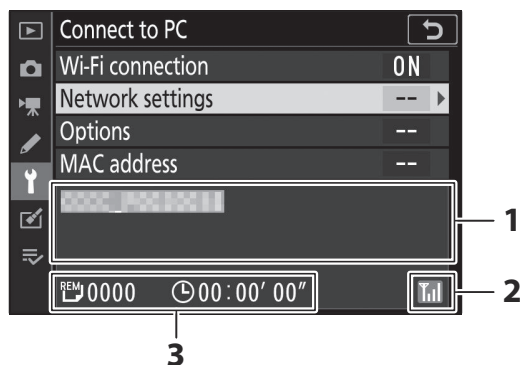 Connect to PC
Wi-Fi connection ON
Network settings --
Options --
MAC address --
1
REM 0000 00:00′ 00″
2
3